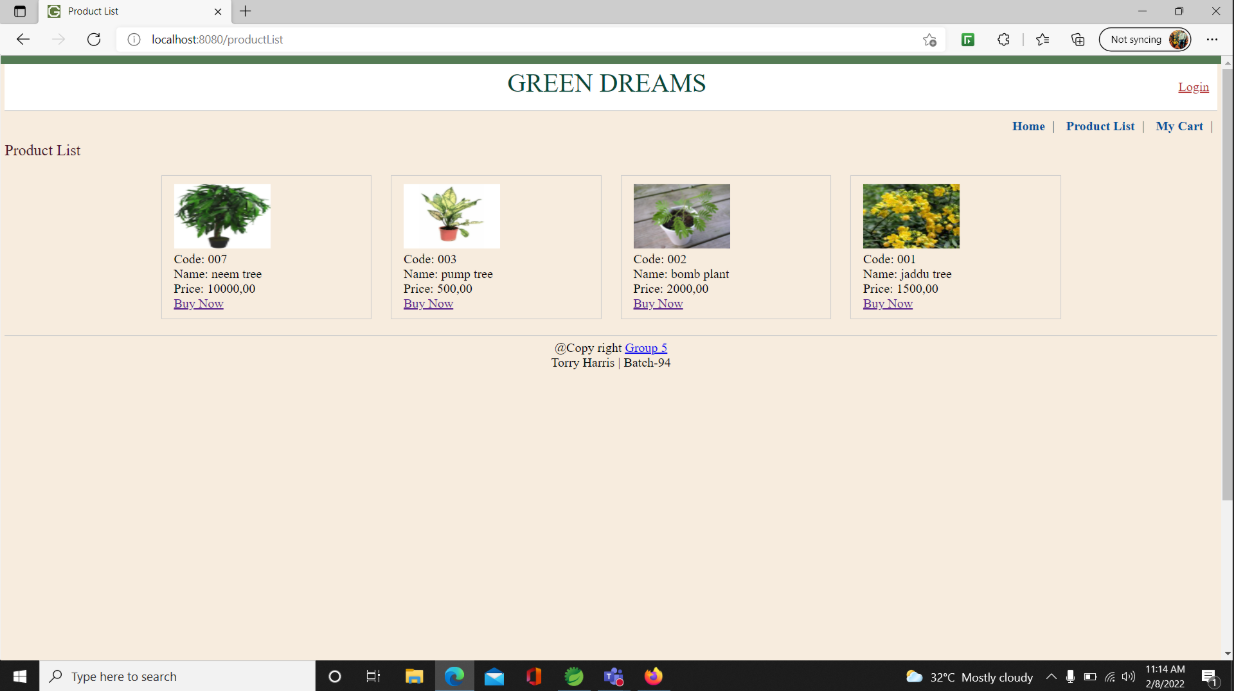 Product List
localhost:8080/productList
Not syncing
GREEN DREAMS
Login
Home | Product List | My Cart |
Product List
Code: 007
Name: neem tree
Price: 10000,00
Buy Now
Code: 003
Name: pump tree
Price: 500,00
Buy Now
Code: 002
Name: bomb plant
Price: 2000,00
Buy Now
Code: 001
Name: jaddu tree
Price: 1500,00
Buy Now
@Copy right Group 5
Torry Harris | Batch-94
Type here to search
32°C Mostly cloudy
11:14 AM
2/8/2022
1